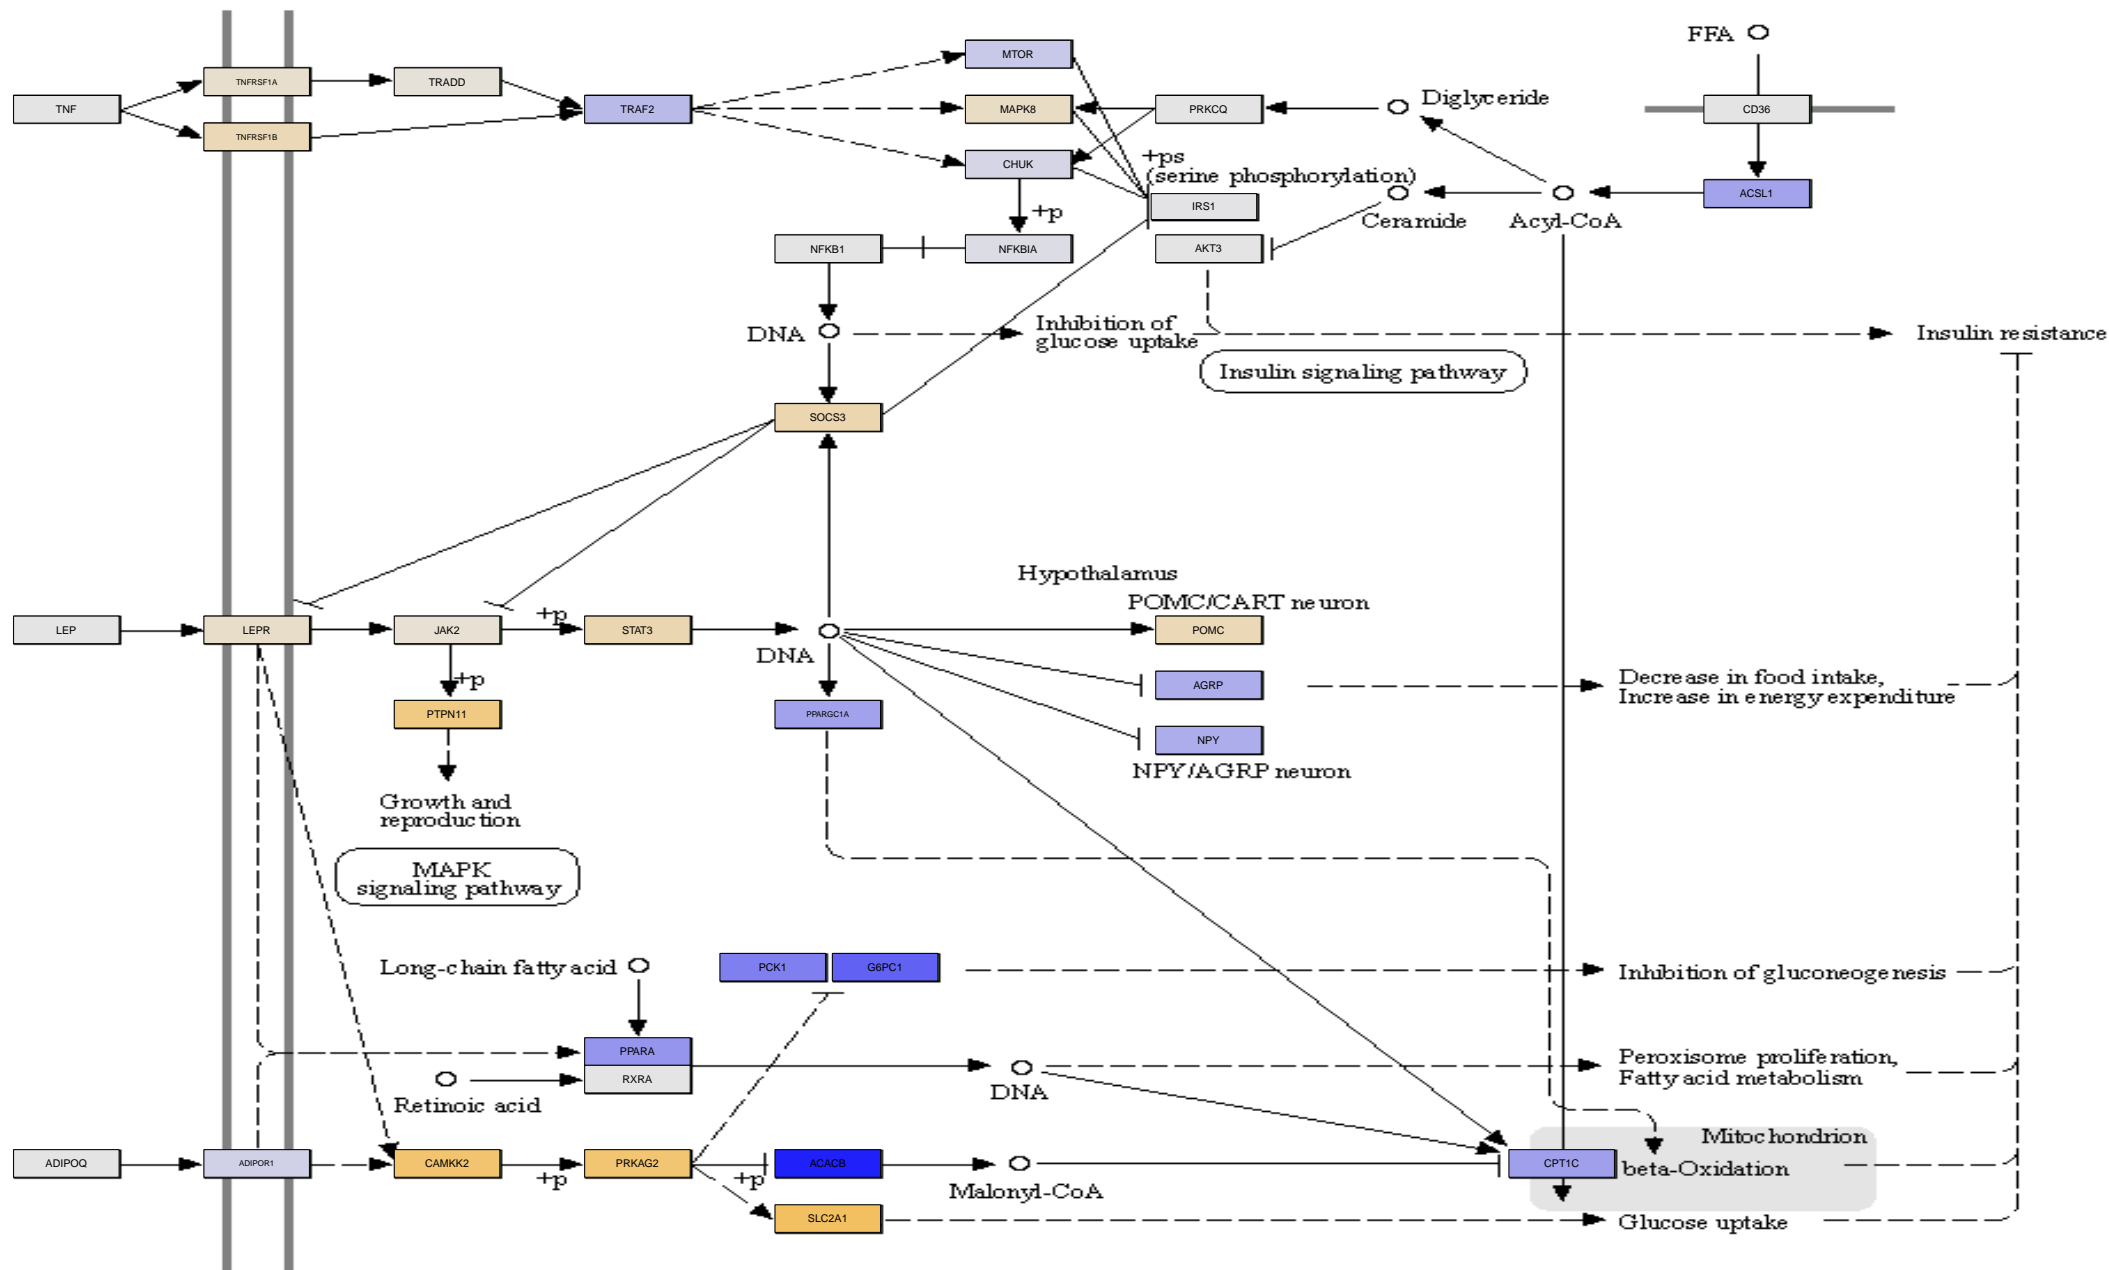 FFA
MTOR
TNFRSF1A
TRADD
TNF
TRAF2
MAPK8
PRKCQ
Diglyceride
CD36
TNFRSF1B
CHUK
+ps
(serine phosphorylation)
ACSL1
IRS1
+p
Ceramide
Acyl-CoA
NFKB1
NFKBIA
AKT3
DNA
Inhibition of
glucose uptake
Insulin resistance
Insulin signaling pathway
SOCS3
Hypothalamus
POMC/CART neuron
LEP
LEPR
JAK2
+p
STAT3
POMC
DNA
+p
AGRP
Decrease in food intake,
Increase in energy expenditure
PTPN11
PPARGC1A
NPY
NPY/AGRP neuron
Growth and
reproduction
MAPK
signaling pathway
Long-chain fatty acid
PCK1
G6PC1
Inhibition of gluconeogenesis
PPARA
RXRA
Peroxisome proliferation,
Fatty acid metabolism
DNA
Retinoic acid
Mitochondrion
ADIPOQ
ADIPOR1
CAMKK2
+p
PRKAG2
+p
ACACB
CPT1C
beta-Oxidation
Malonyl-CoA
SLC2A1
Glucose uptake